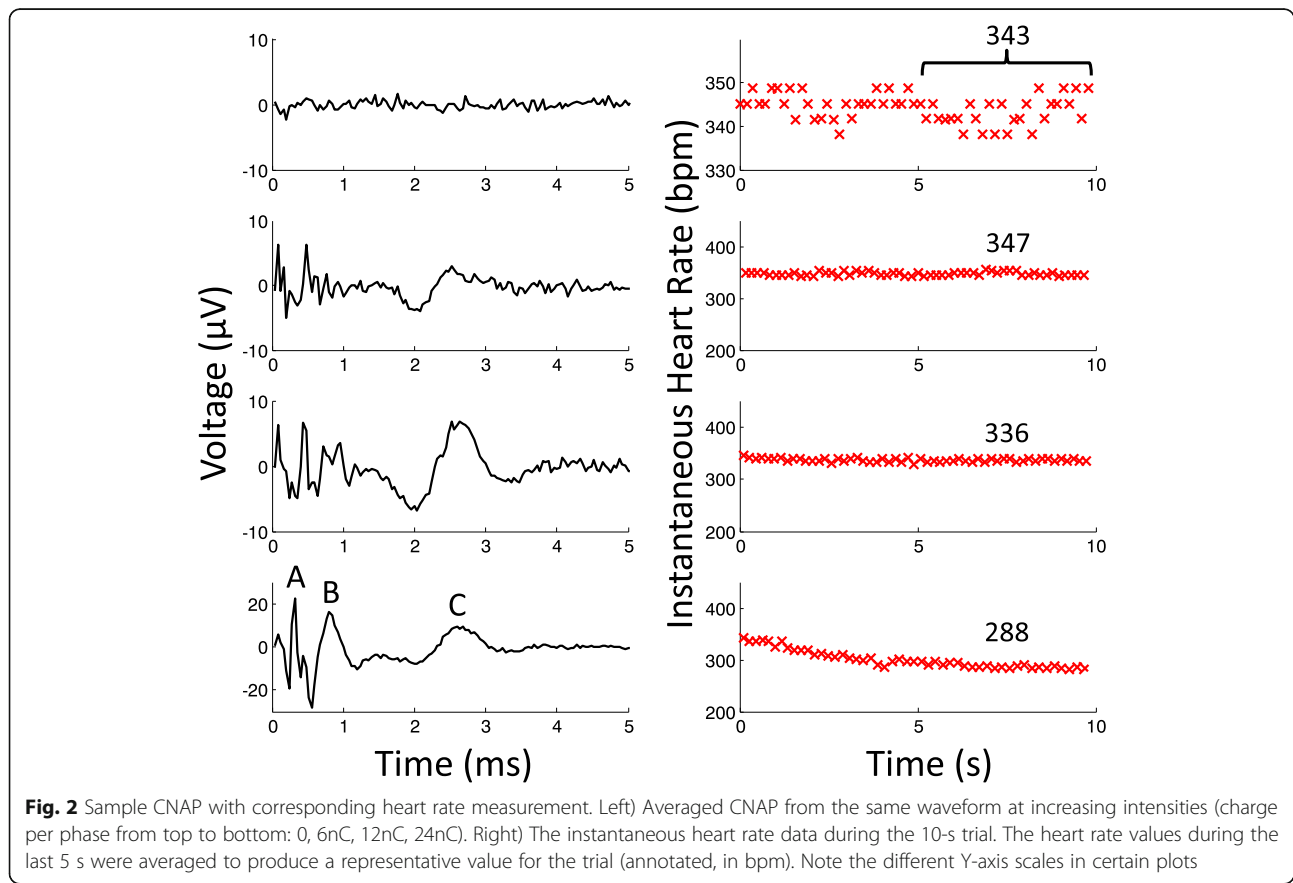 10
0
-10
0 1 2 3 4 5
10
0
-10
0 1 2 3 4 5
10
0
-10
0 1 2 3 4 5
A B C
20
0
-20
0 1 2 3 4 5
Voltage (µV)
Time (ms)
343
350
340
330
0 5 10
347
400
300
200
0 5 10
336
400
300
200
0 5 10
288
400
300
200
0 5 10
Instantaneous Heart Rate (bpm)
Time (s)
Fig. 2 Sample CNAP with corresponding heart rate measurement. Left) Averaged CNAP from the same waveform at increasing intensities (charge
per phase from top to bottom: 0, 6nC, 12nC, 24nC). Right) The instantaneous heart rate data during the 10-s trial. The heart rate values during the
last 5 s were averaged to produce a representative value for the trial (annotated, in bpm). Note the different Y-axis scales in certain plots